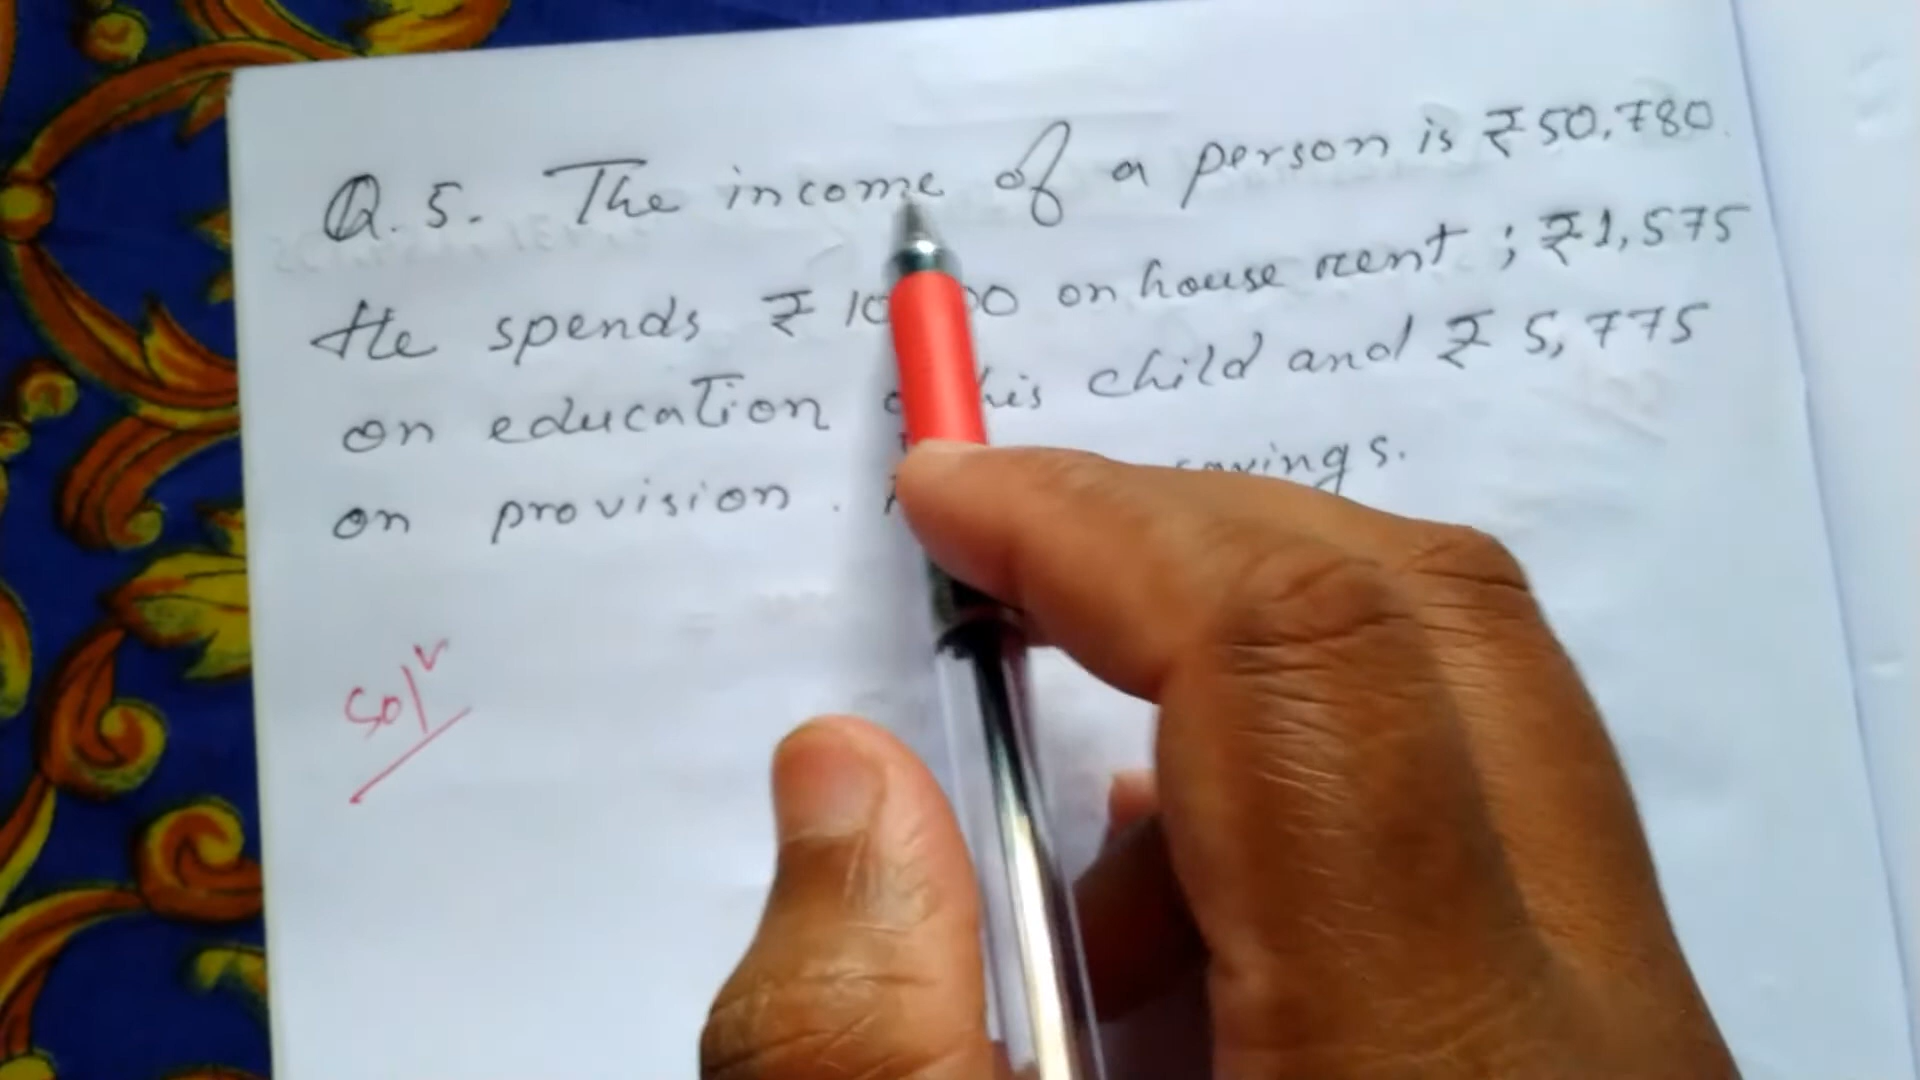 Q. 5. The income of a person is ₹50,780.
He spends ₹ on house rent ; ₹1,575
on education his child and ₹ 5,775
on provision. savings.
Solⁿ